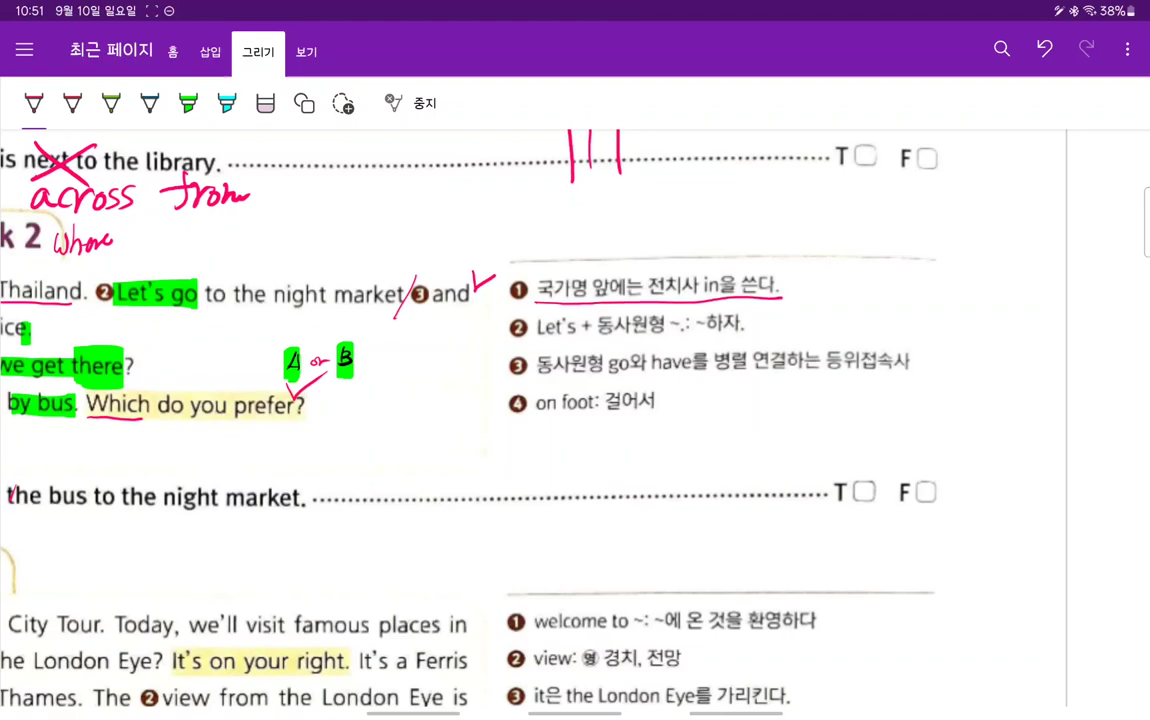 10:51 9월 10일 일요일 38%
최근 페이지 홈 삽입 그리기 보기
중지
is next to the library. T F
across from
k 2 where
Thailand. ❷Let's go to the night market/❸and
ice.
we get there? A or B
by bus. Which do you prefer?
❶ 국가명 앞에는 전치사 in을 쓴다.
❷ Let's + 동사원형 ~.: ~하자.
❸ 동사원형 go와 have를 병렬 연결하는 등위접속사
❹ on foot: 걸어서
the bus to the night market. T F
City Tour. Today, we'll visit famous places in
he London Eye? It's on your right. It's a Ferris
Thames. The ❷view from the London Eye is
❶ welcome to ~: ~에 온 것을 환영하다
❷ view: 명 경치, 전망
❸ it은 the London Eye를 가리킨다.